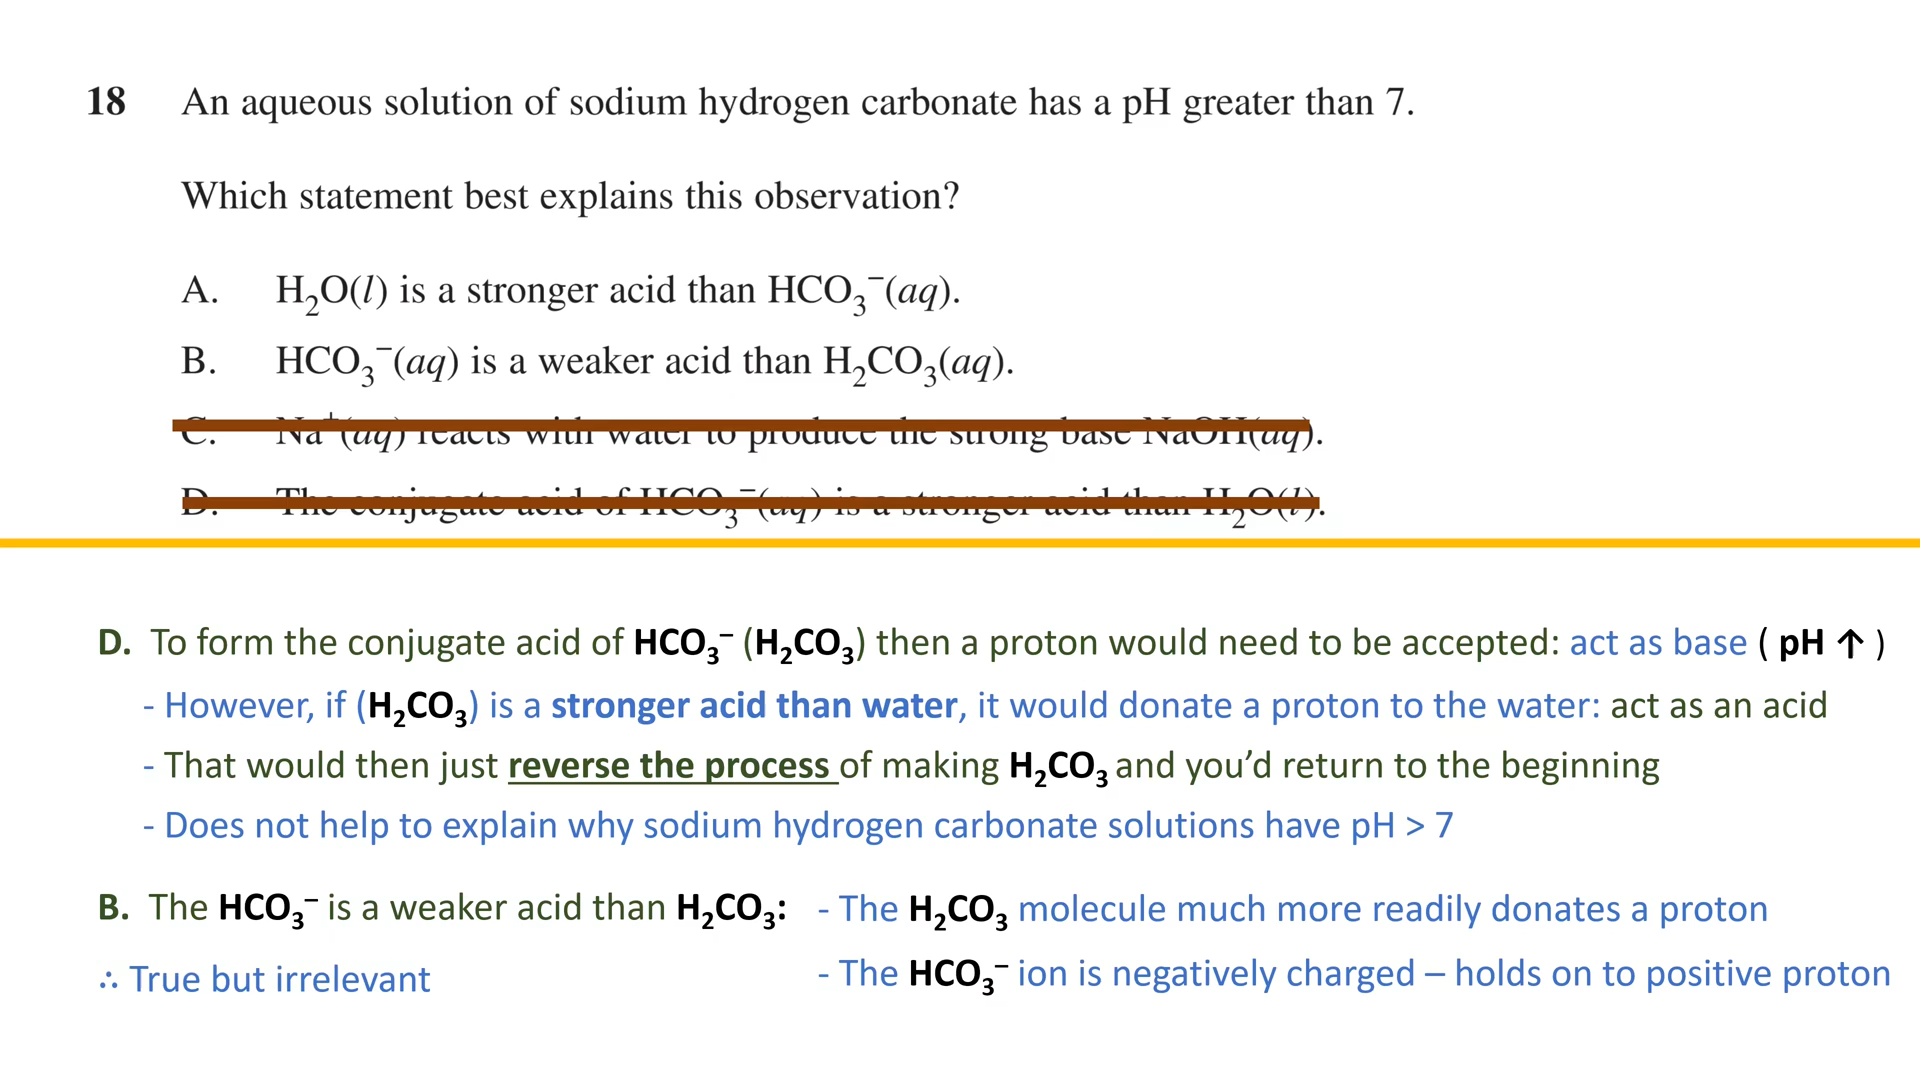 18 An aqueous solution of sodium hydrogen carbonate has a pH greater than 7.
Which statement best explains this observation?
A. H₂O(l) is a stronger acid than HCO₃⁻(aq).
B. HCO₃⁻(aq) is a weaker acid than H₂CO₃(aq).
C. Na⁺(aq) reacts with water to produce the strong base NaOH(aq).
D. The conjugate acid of HCO₃⁻(aq) is a stronger acid than H₂O(l).
D. To form the conjugate acid of HCO₃⁻ (H₂CO₃) then a proton would need to be accepted: act as base ( pH ↑ )
- However, if (H₂CO₃) is a stronger acid than water, it would donate a proton to the water: act as an acid
- That would then just reverse the process of making H₂CO₃ and you’d return to the beginning
- Does not help to explain why sodium hydrogen carbonate solutions have pH > 7
B. The HCO₃⁻ is a weaker acid than H₂CO₃: - The H₂CO₃ molecule much more readily donates a proton
∴ True but irrelevant - The HCO₃⁻ ion is negatively charged – holds on to positive proton